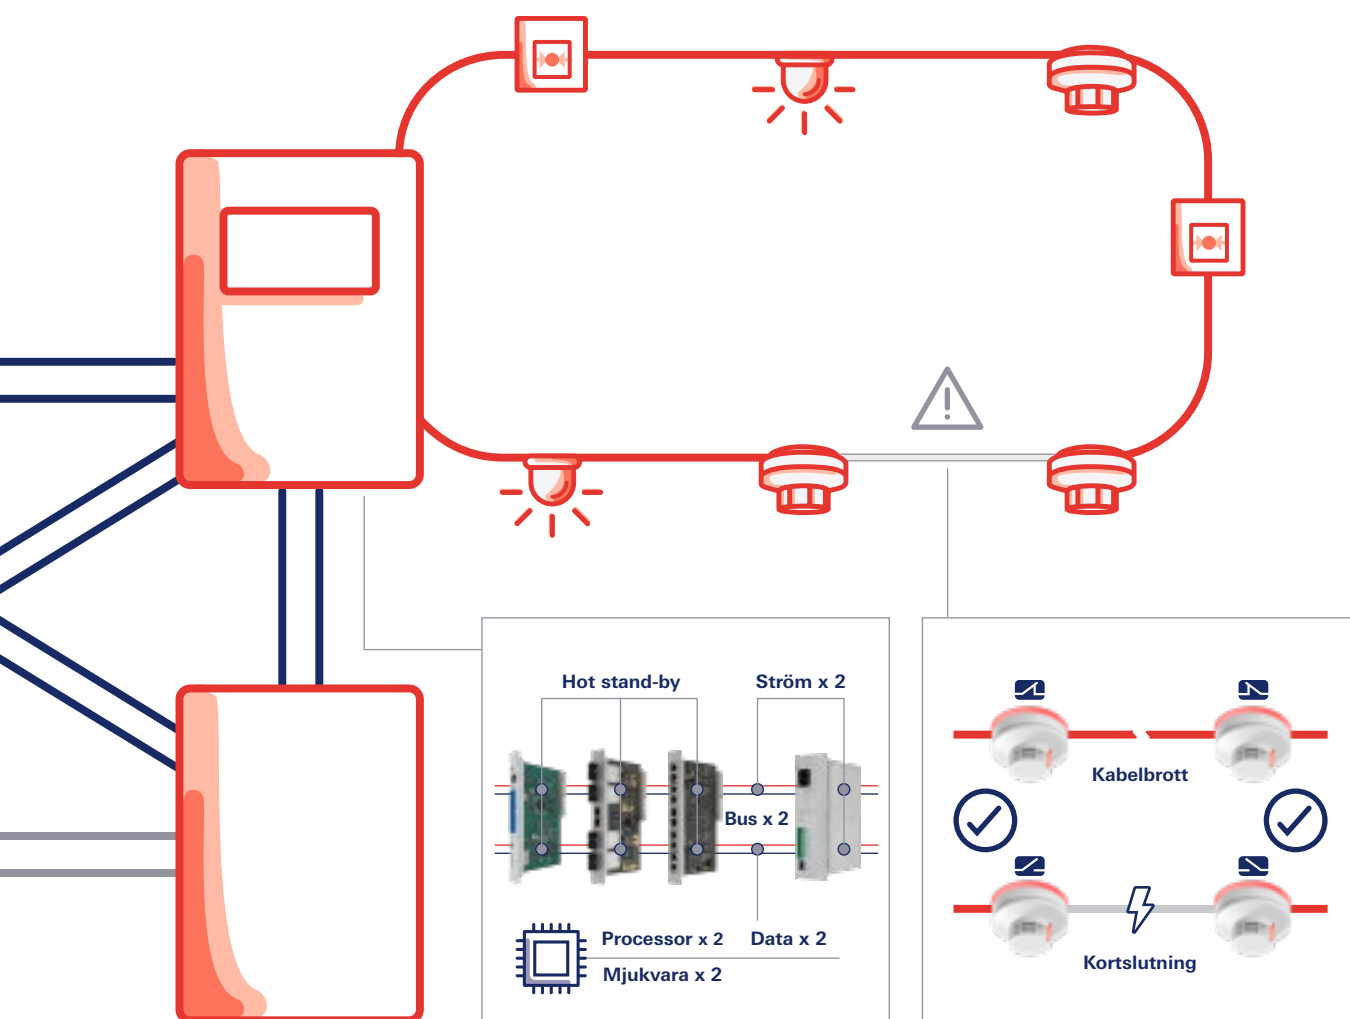 Hot stand-by
Ström x 2
Bus x 2
Processor x 2
Data x 2
Mjukvara x 2
Kabelbrott
Kortslutning